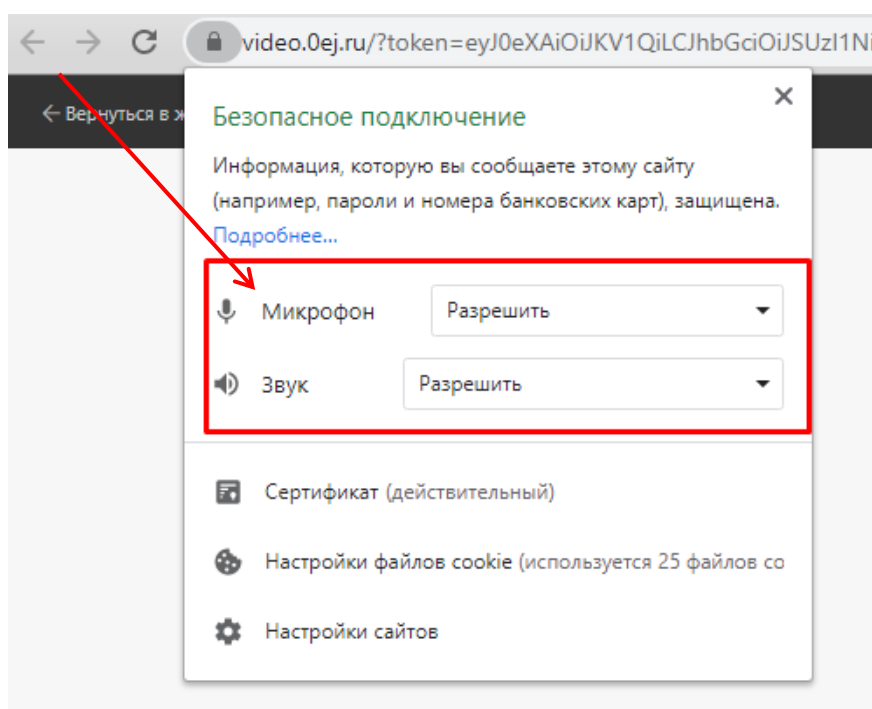 video.0ej.ru/?token=eyJ0eXAiOiJKV1QiLCJhbGciOiJSUzI1Ni
Вернуться в ж
Безопасное подключение
Информация, которую вы сообщаете этому сайту
(например, пароли и номера банковских карт), защищена.
Подробнее...
Микрофон Разрешить
Звук Разрешить
Сертификат (действительный)
Настройки файлов cookie (используется 25 файлов co
Настройки сайтов